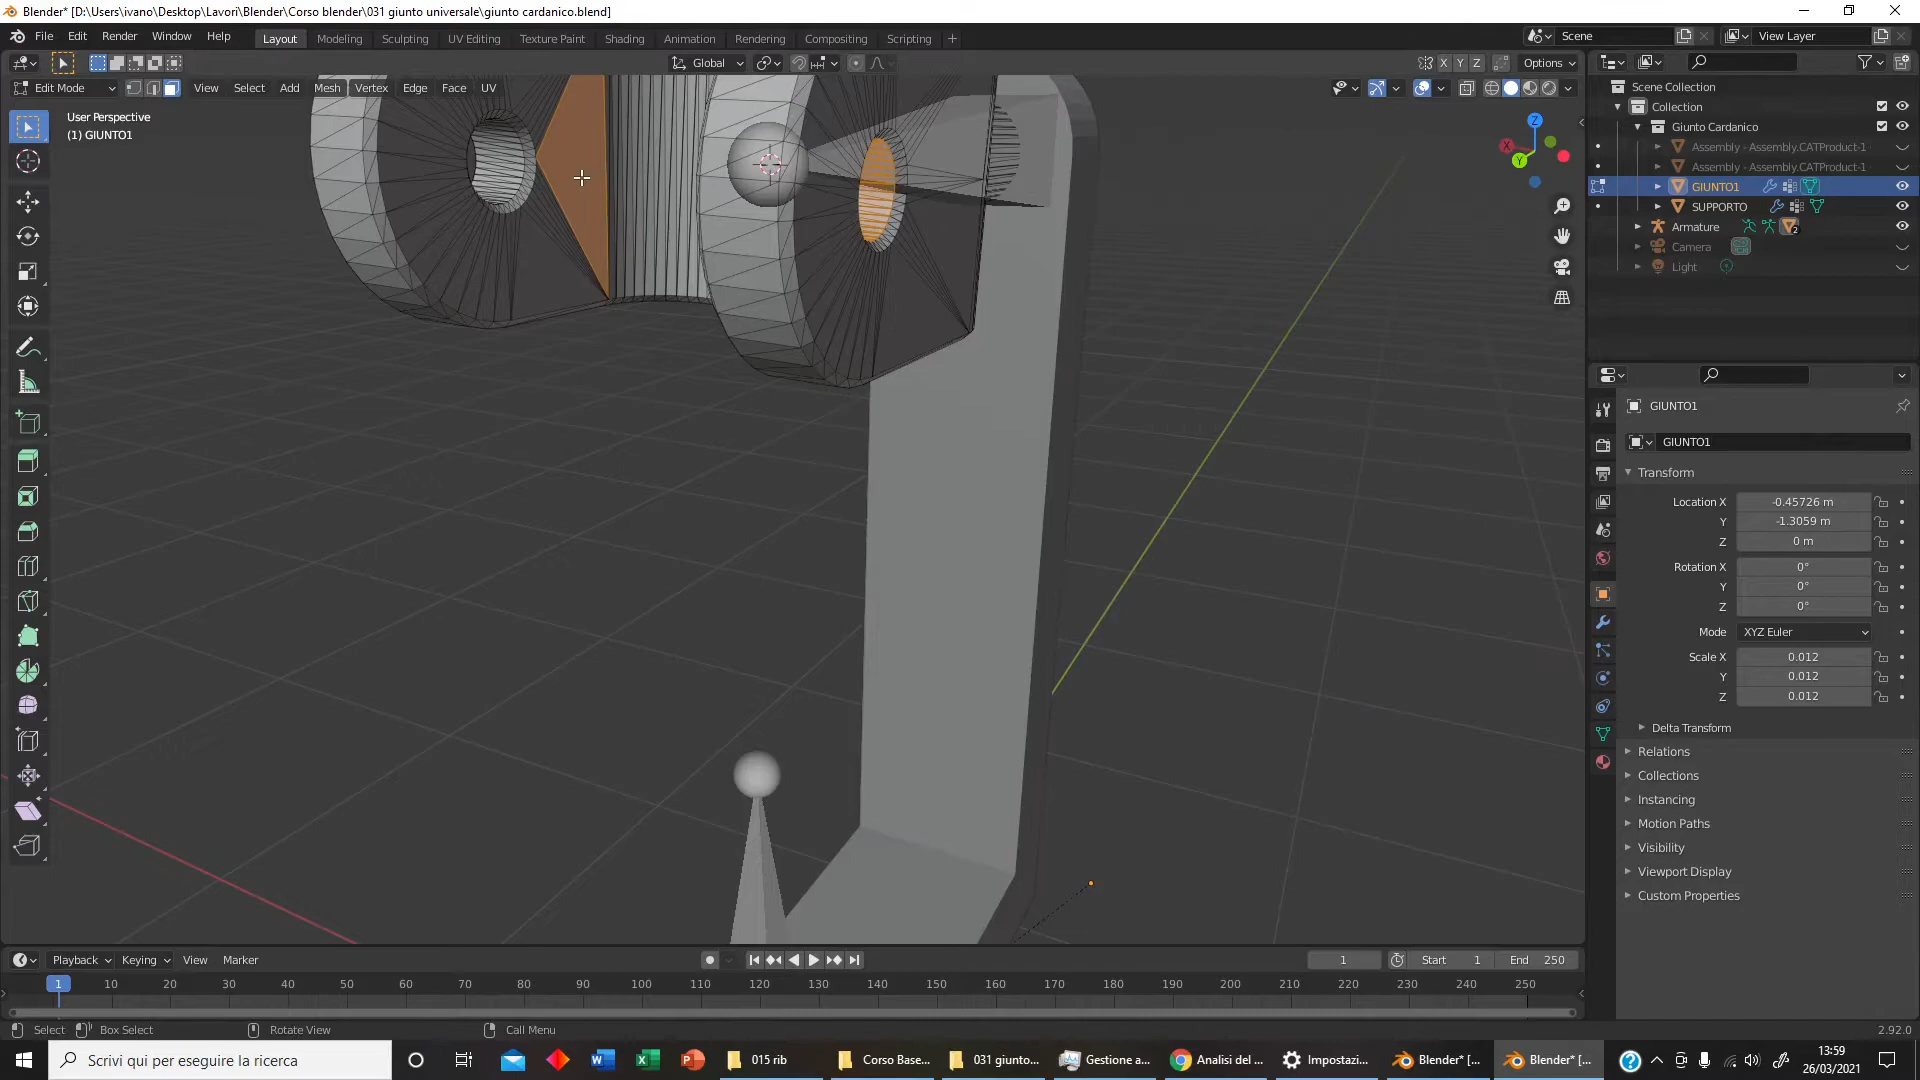 Blender* [D:\Users\ivano\Desktop\Lavori\Blender\Corso blender\031 giunto universale\giunto cardanico.blend]
File Edit Render Window Help Layout Modeling Sculpting UV Editing Texture Paint Shading Animation Rendering Compositing Scripting + Scene View Layer
Global X Y Z Options
Edit Mode View Select Add Mesh Vertex Edge Face UV
User Perspective
(1) GIUNTO1
Z
X
Y
Scene Collection
Collection
Giunto Cardanico
Assembly - Assembly.CATProduct-1
Assembly - Assembly.CATProduct-1
GIUNTO1
SUPPORTO
Armature 2
Camera
Light
GIUNTO1
GIUNTO1
Transform
Location X -0.45726 m
Y -1.3059 m
Z 0 m
Rotation X 0°
Y 0°
Z 0°
Mode XYZ Euler
Scale X 0.012
Y 0.012
Z 0.012
Delta Transform
Relations
Collections
Instancing
Motion Paths
Visibility
Viewport Display
Custom Properties
Playback Keying View Marker 1 Start 1 End 250
1 10 20 30 40 50 60 70 80 90 100 110 120 130 140 150 160 170 180 190 200 210 220 230 240 250
Select Box Select Rotate View Call Menu 2.92.0
Scrivi qui per eseguire la ricerca 015 rib Corso Base... 031 giunto... Gestione a... Analisi del ... Impostazi... Blender* [... Blender* [...
13:59
26/03/2021